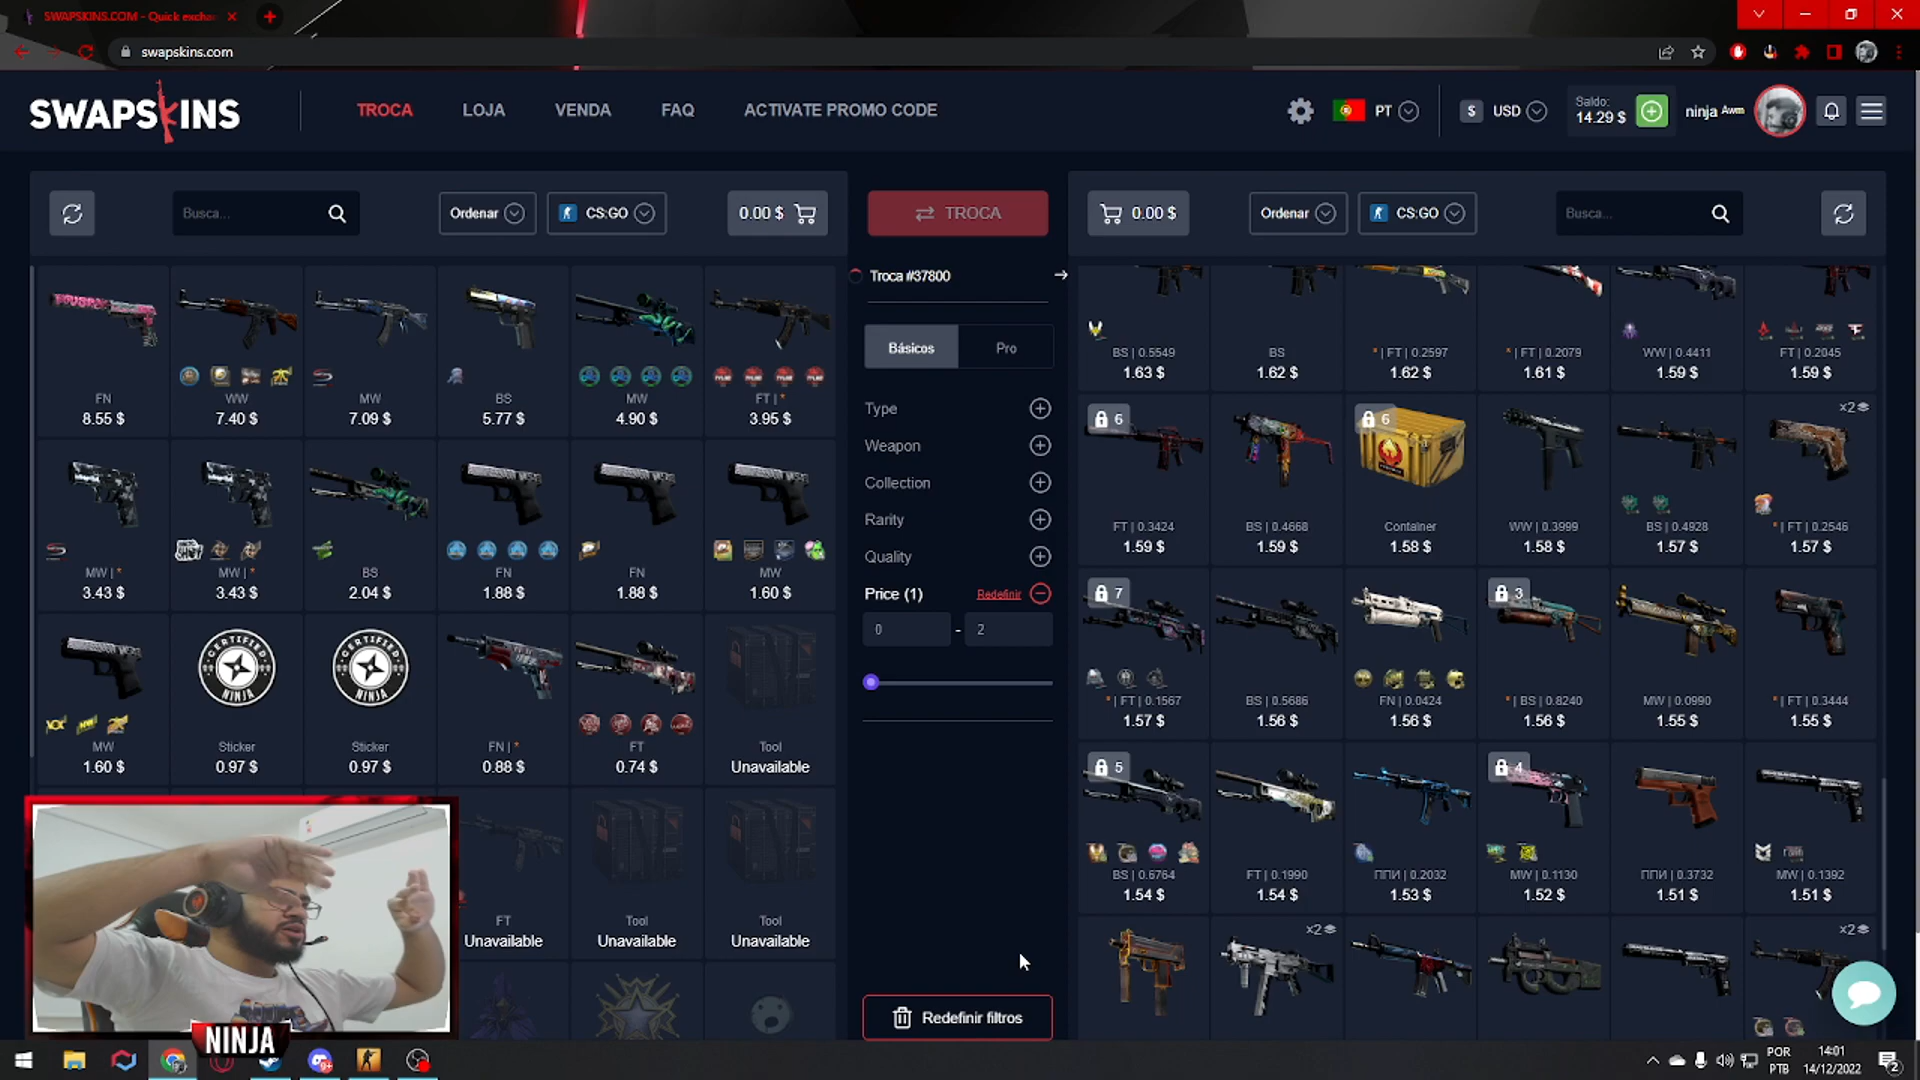 SWAPSKINS.COM - Quick exchan
swapskins.com
SWAPSKINS
TROCA
LOJA
VENDA
FAQ
ACTIVATE PROMO CODE
PT
$ USD
Saldo:
14.29 $
ninja Awm
Busca...
Ordenar
CS:GO
0.00 $
TROCA
0.00 $
Ordenar
CS:GO
Busca...
FN
8.55 $
WW
7.40 $
MW
7.09 $
BS
5.77 $
MW
4.90 $
FT | *
3.95 $
MW | *
3.43 $
MW | *
3.43 $
BS
2.04 $
FN
1.88 $
FN
1.88 $
MW
1.60 $
MW
1.60 $
CERTIFIED
NINJA
Sticker
0.97 $
CERTIFIED
NINJA
Sticker
0.97 $
FN | *
0.88 $
FT
0.74 $
Tool
Unavailable
FT
Unavailable
Tool
Unavailable
Tool
Unavailable
Troca #37800
Básicos
Pro
Type
Weapon
Collection
Rarity
Quality
Price (1)
Redefinir
0 - 2
Redefinir filtros
BS | 0.5549
1.63 $
BS
1.62 $
* | FT | 0.2597
1.62 $
* | FT | 0.2079
1.61 $
WW | 0.4411
1.59 $
FT | 0.2045
1.59 $
6
FT | 0.3424
1.59 $
BS | 0.4668
1.59 $
6
Container
1.58 $
WW | 0.3999
1.58 $
BS | 0.4928
1.57 $
x2
* | FT | 0.2546
1.57 $
7
* | FT | 0.1567
1.57 $
BS | 0.5686
1.56 $
FN | 0.0424
1.56 $
3
* | BS | 0.8240
1.56 $
MW | 0.0990
1.55 $
* | FT | 0.3444
1.55 $
5
BS | 0.6764
1.54 $
FT | 0.1990
1.54 $
ППИ | 0.2032
1.53 $
4
MW | 0.1130
1.52 $
ППИ | 0.3732
1.51 $
MW | 0.1392
1.51 $
x2
x2
NINJA
9+
POR
PTB
14:01
14/12/2022
2